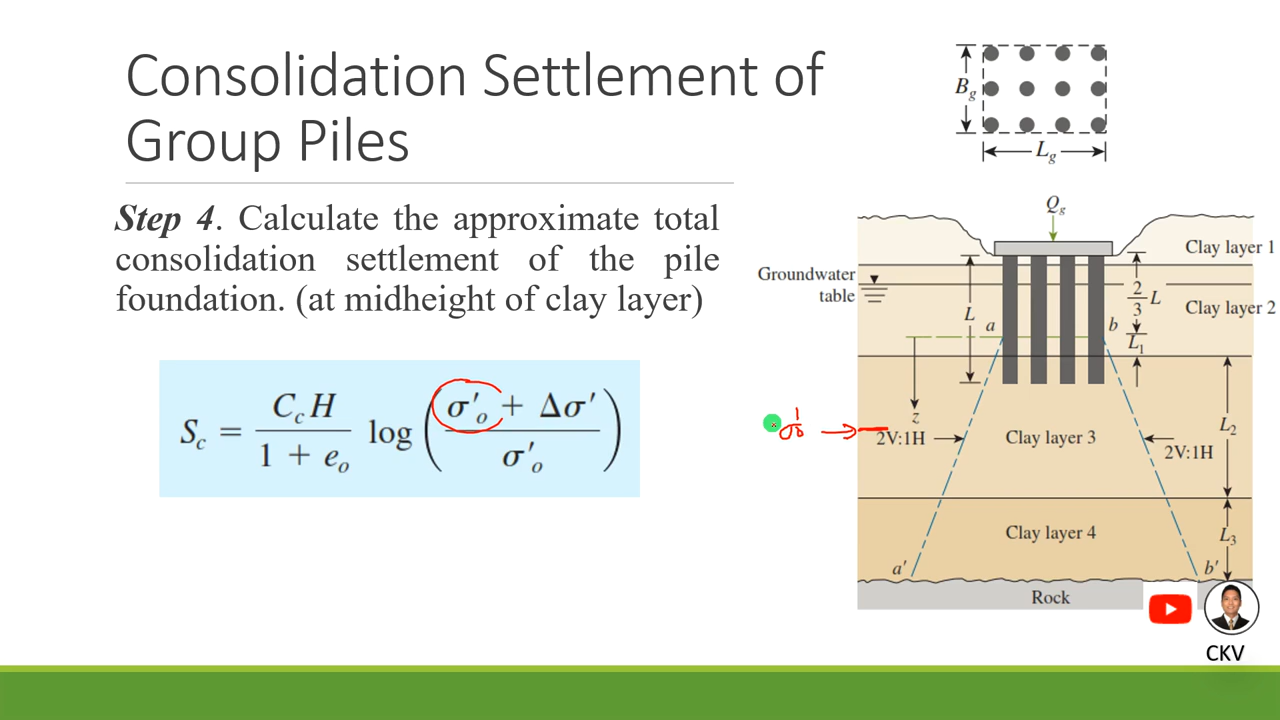 Consolidation Settlement of
Group Piles
Step 4. Calculate the approximate total
consolidation settlement of the pile
foundation. (at midheight of clay layer)
S_c = C_c H / 1 + e_o log ( σ'_o + Δσ' / σ'_o )
B_g
L_g
Q_g
Clay layer 1
Groundwater
table
2/3 L
Clay layer 2
L
a
b
L_1
z
σ'_o
2V:1H
Clay layer 3
L_2
2V:1H
Clay layer 4
L_3
a'
b'
Rock
CKV